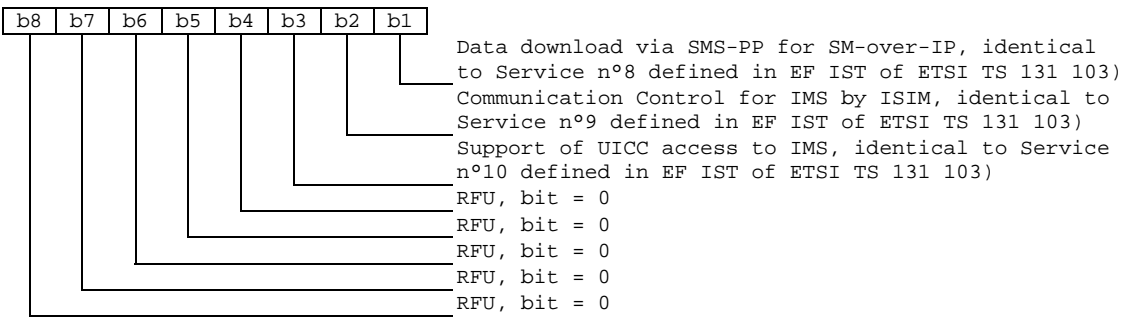 b8 b7 b6 b5 b4 b3 b2 b1
Data download via SMS-PP for SM-over-IP, identical
to Service n°8 defined in EF IST of ETSI TS 131 103)
Communication Control for IMS by ISIM, identical to
Service n°9 defined in EF IST of ETSI TS 131 103)
Support of UICC access to IMS, identical to Service
n°10 defined in EF IST of ETSI TS 131 103)
RFU, bit = 0
RFU, bit = 0
RFU, bit = 0
RFU, bit = 0
RFU, bit = 0